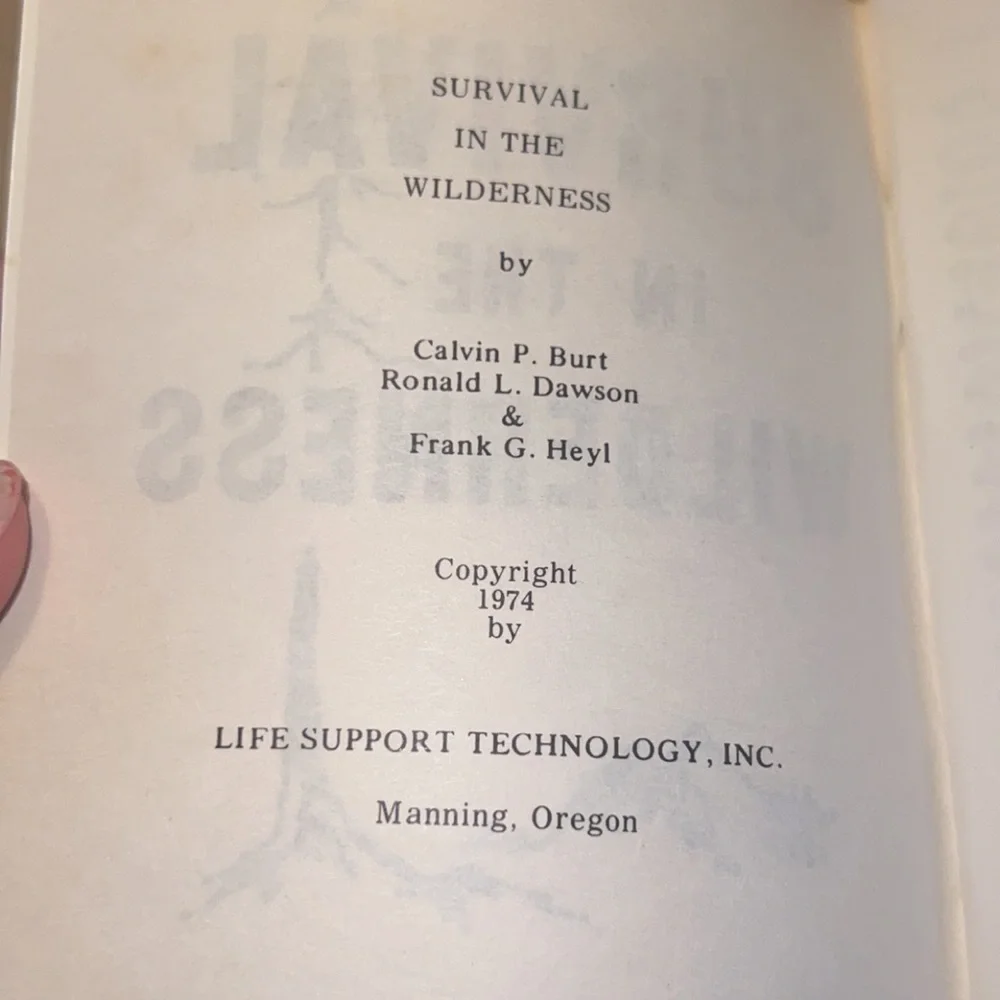 SURVIVAL
IN THE
WILDERNESS
by
Calvin P. Burt
Ronald L. Dawson
&
Frank G. Heyl
Copyright
1974
by
LIFE SUPPORT TECHNOLOGY, INC.
Manning, Oregon